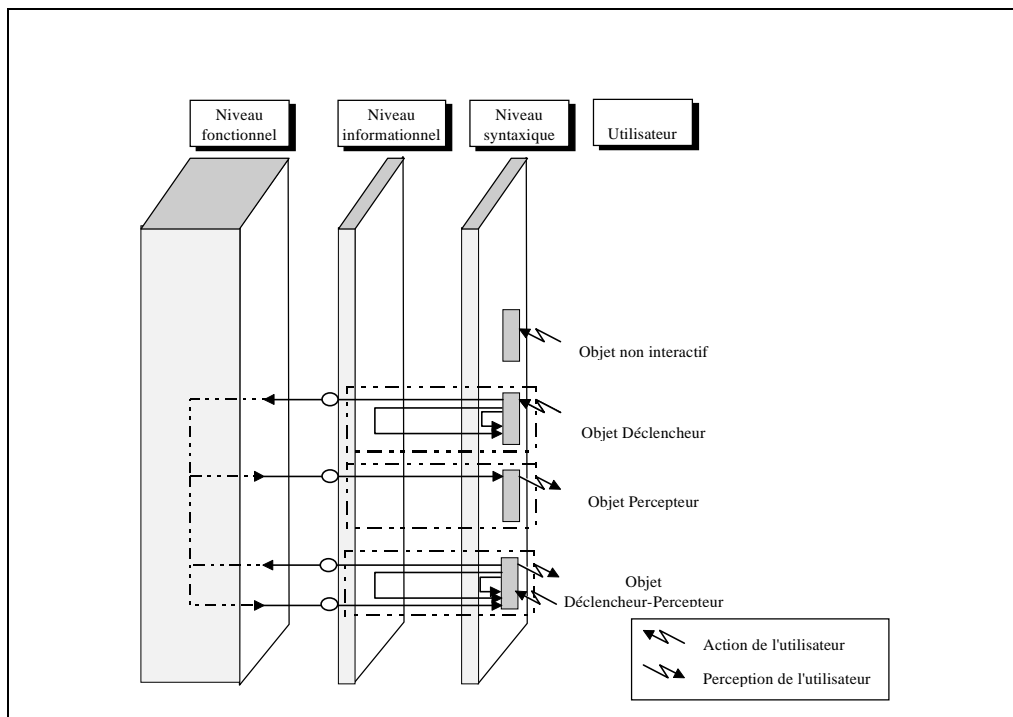 Niveau
fonctionnel
Niveau
informationnel
Niveau
syntaxique
Utilisateur
Objet non interactif
Objet Déclencheur
Objet Percepteur
Objet
Déclencheur-Percepteur
Action de l'utilisateur
Perception de l'utilisateur